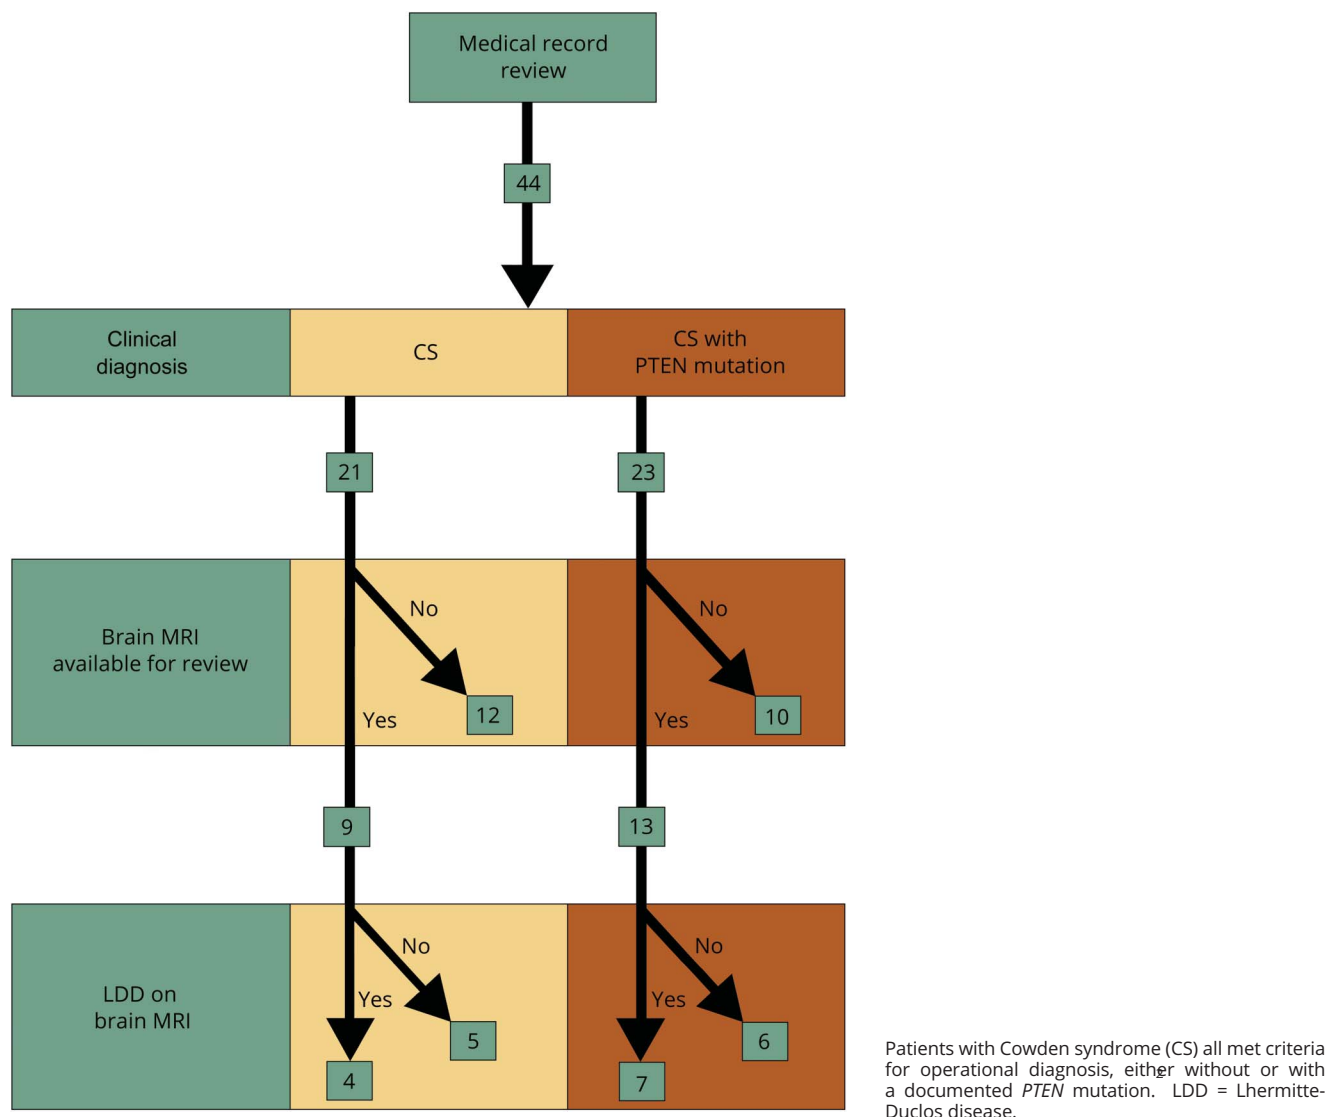 Medical record
review
44
Clinical
diagnosis
CS
CS with
PTEN mutation
21
23
Brain MRI
available for review
No
Yes
12
No
Yes
10
9
13
LDD on
brain MRI
No
Yes
5
4
No
Yes
6
7
Patients with Cowden syndrome (CS) all met criteria
for operational diagnosis, either without or with
a documented PTEN mutation.² LDD = Lhermitte-
Duclos disease.